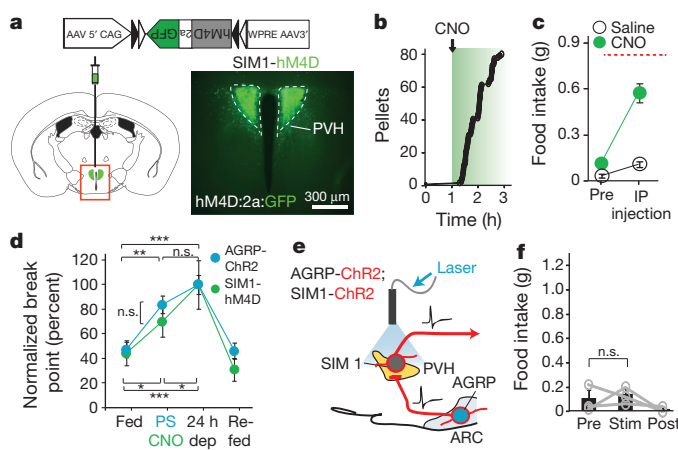 a
AAV 5′ CAG
GFP
2a
hM4D
WPRE AAV3′
SIM1-hM4D
PVH
hM4D:2a:GFP
300 μm
b
CNO
Pellets
80
60
40
20
0
0 1 2 3
Time (h)
c
Saline
CNO
Food intake (g)
0.9
0.6
0.3
0
Pre
IP
injection
d
AGRP-
ChR2
SIM1-
hM4D
***
** n.s.
n.s.
* *
***
Normalized break
point (percent)
120
100
80
60
40
20
0
Fed PS 24 h Re-
CNO dep fed
e
AGRP-ChR2;
SIM1-ChR2
Laser
SIM 1
PVH
AGRP
ARC
f
Food intake (g)
1.2
1.0
0.8
0.6
0.4
0.2
0
n.s.
Pre Stim Post